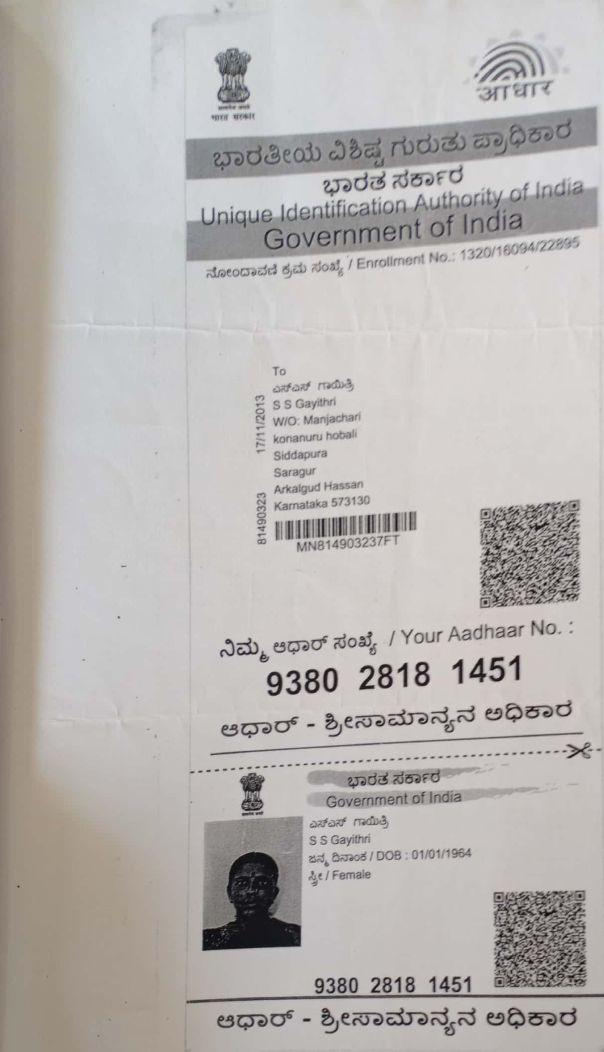 भारत सरकार
आधार
ಭಾರತೀಯ ವಿಶಿಷ್ಟ ಗುರುತು ಪ್ರಾಧಿಕಾರ
ಭಾರತ ಸರ್ಕಾರ
Unique Identification Authority of India
Government of India
ನೋಂದಾವಣೆ ಕ್ರಮ ಸಂಖ್ಯೆ / Enrollment No.: 1320/16094/22895
To
ಎಸ್ಎಸ್ ಗಾಯಿತ್ರಿ
S S Gayithri
W/O: Manjachari
konanuru hobali
Siddapura
Saragur
Arkalgud Hassan
Karnataka 573130
17/11/2013
81490323
MN814903237FT
ನಿಮ್ಮ ಆಧಾರ್ ಸಂಖ್ಯೆ / Your Aadhaar No. :
9380 2818 1451
ಆಧಾರ್ - ಶ್ರೀಸಾಮಾನ್ಯನ ಅಧಿಕಾರ
ಭಾರತ ಸರ್ಕಾರ
Government of India
ಎಸ್ಎಸ್ ಗಾಯಿತ್ರಿ
S S Gayithri
ಜನ್ಮ ದಿನಾಂಕ / DOB : 01/01/1964
ಸ್ತ್ರೀ / Female
9380 2818 1451
ಆಧಾರ್ - ಶ್ರೀಸಾಮಾನ್ಯನ ಅಧಿಕಾರ